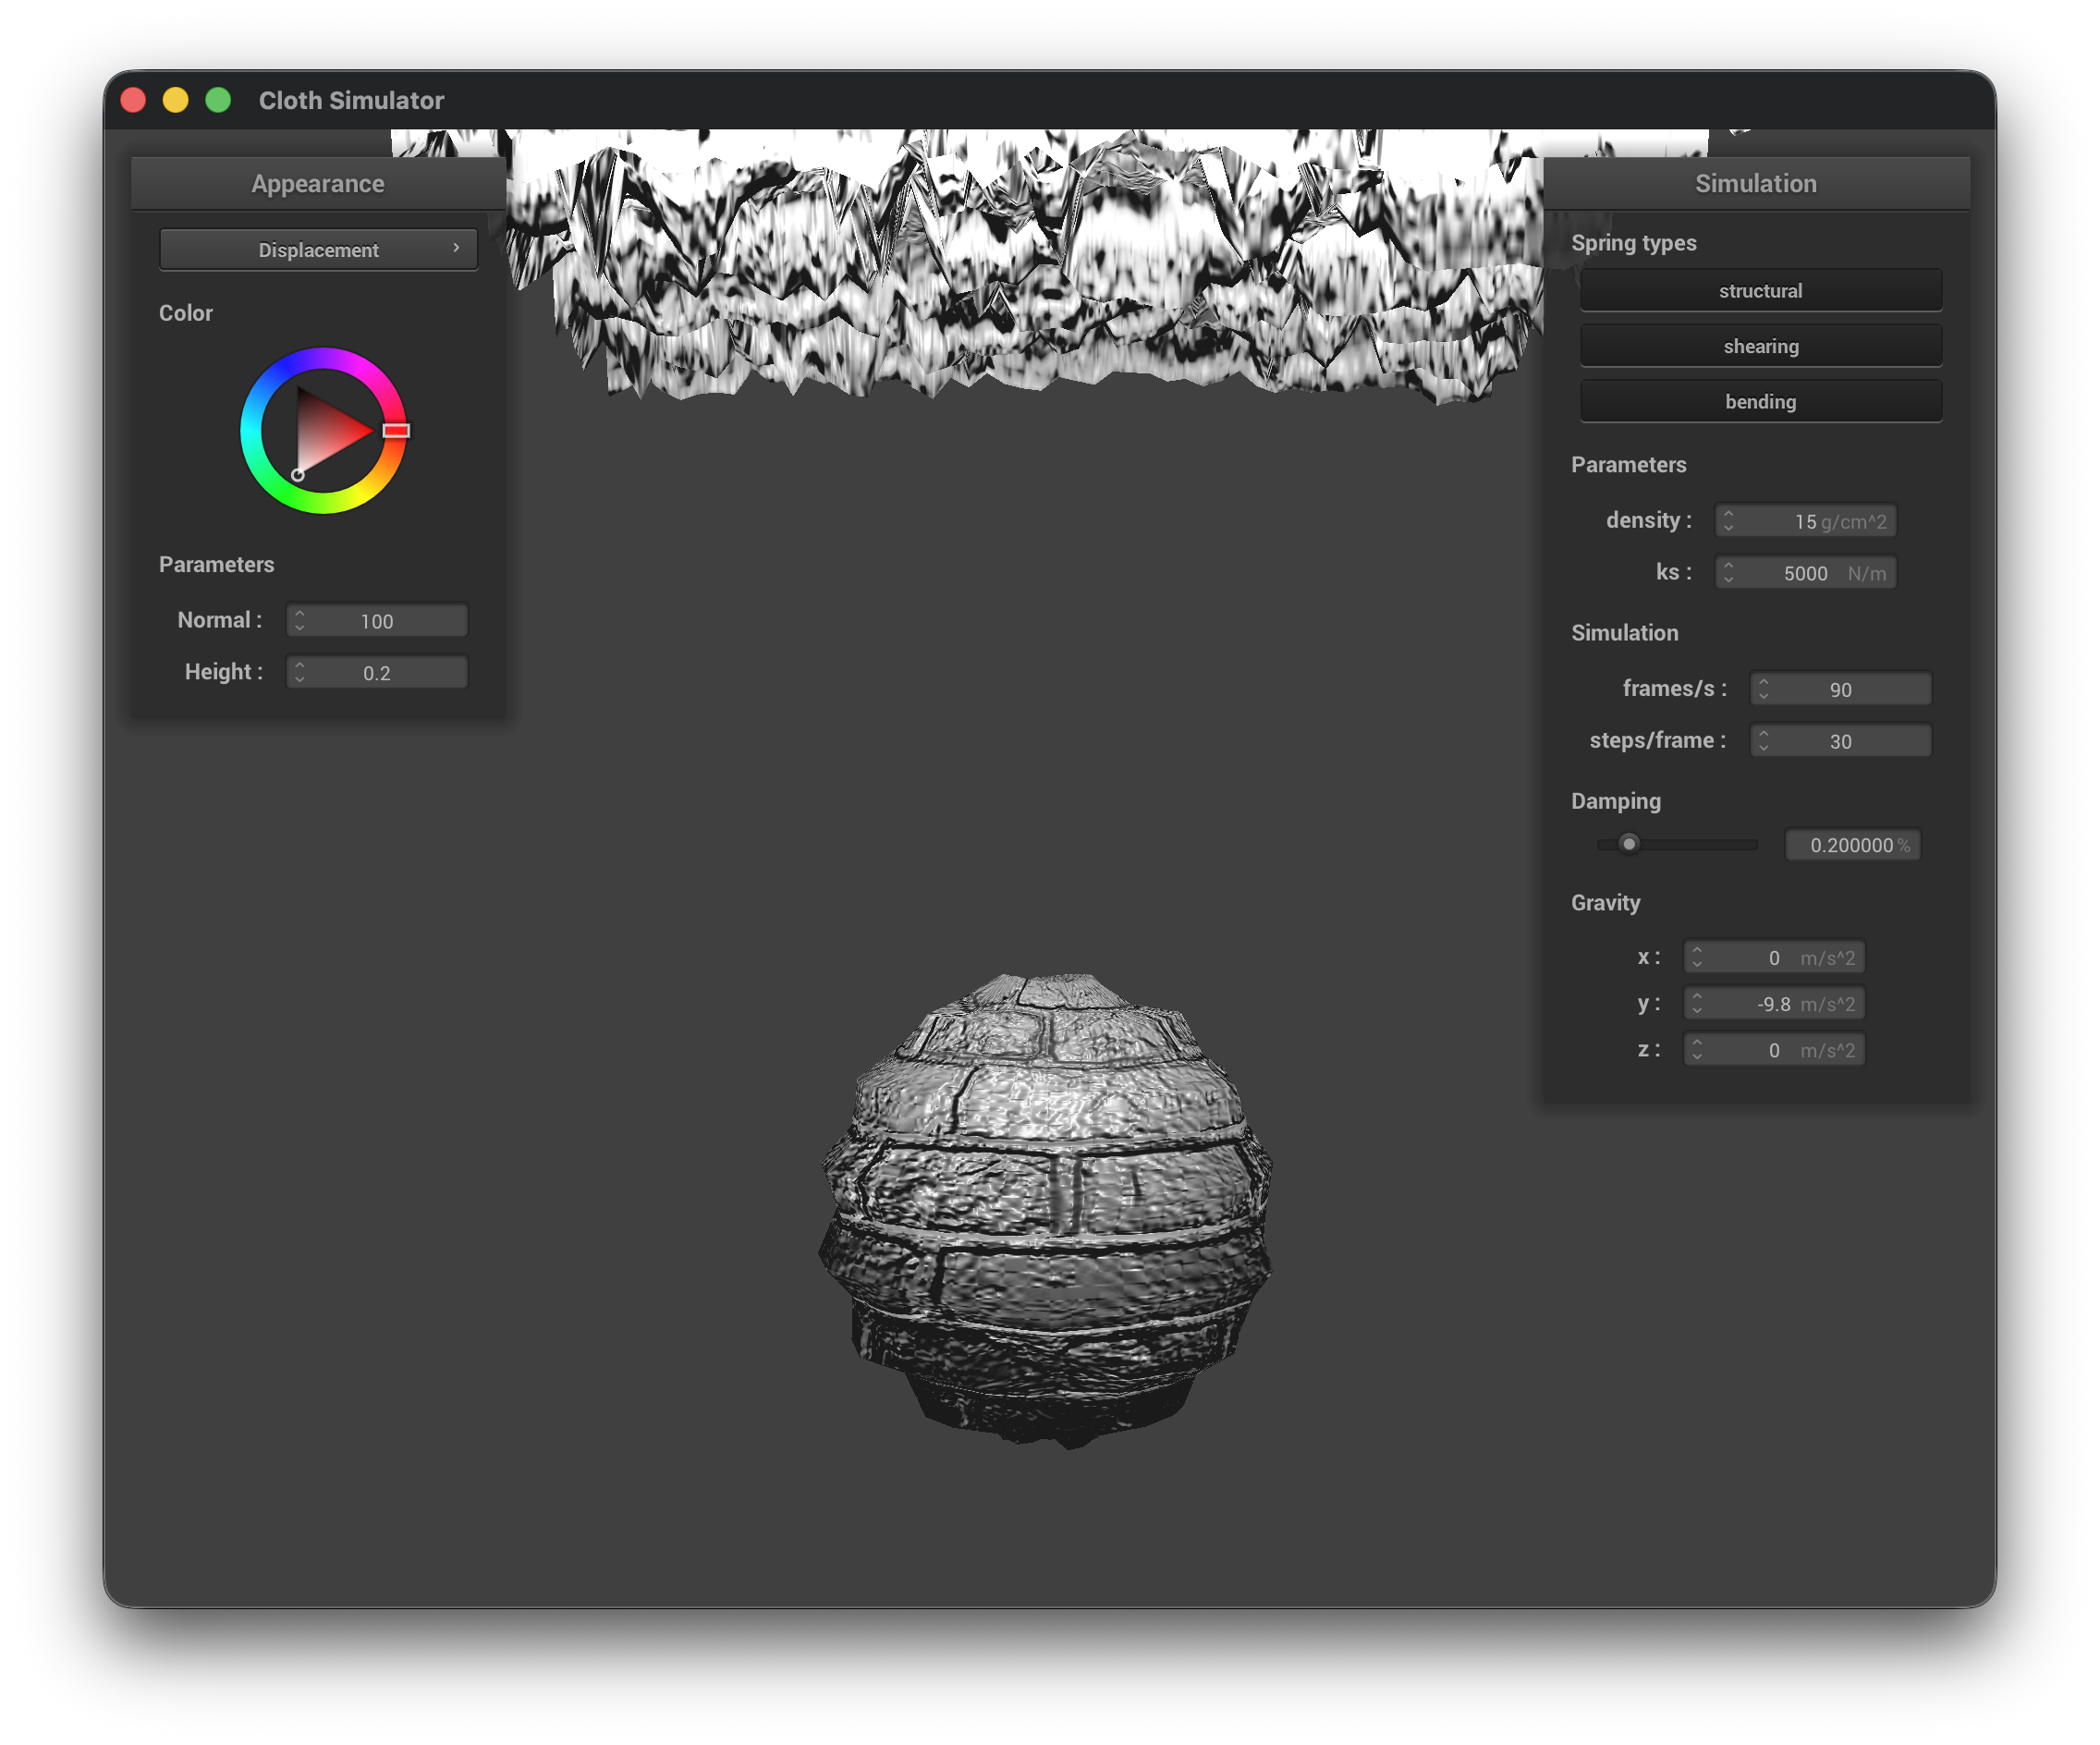 Cloth Simulator
Appearance
Displacement
Color
Parameters
Normal : 100
Height : 0.2
Simulation
Spring types
structural
shearing
bending
Parameters
density : 15 g/cm^2
ks : 5000 N/m
Simulation
frames/s : 90
steps/frame : 30
Damping
0.200000 %
Gravity
x : 0 m/s^2
y : -9.8 m/s^2
z : 0 m/s^2